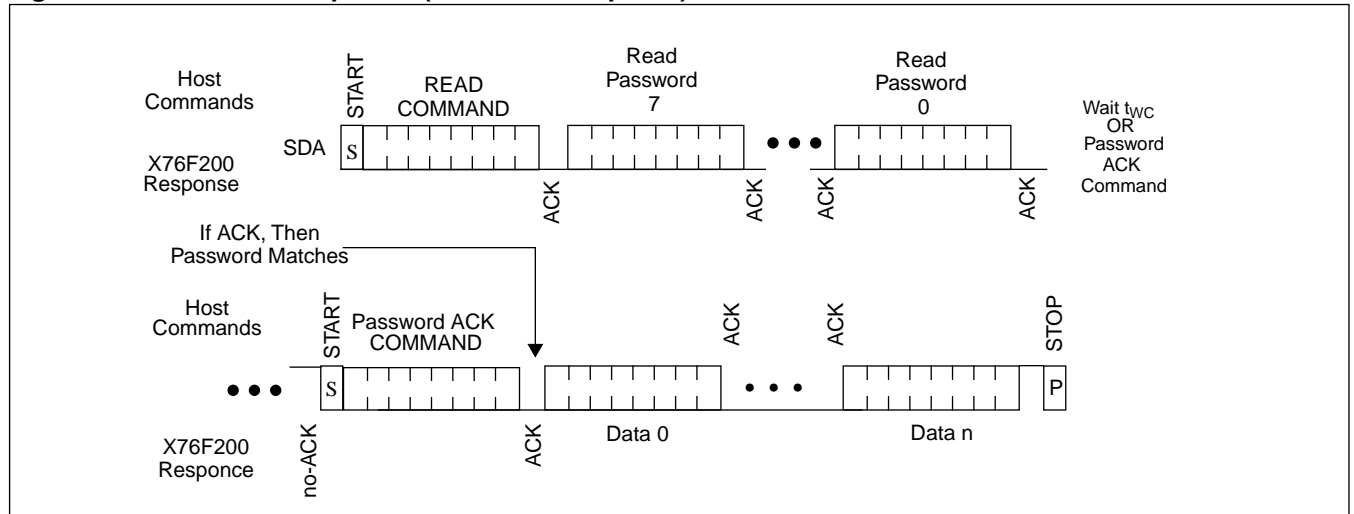 Host
Commands
START
READ
COMMAND
Read
Password
7
Read
Password
0
Wait tWC
OR
Password
ACK
Command
SDA
S
X76F200
Response
ACK
ACK
ACK
ACK
If ACK, Then
Password Matches
Host
Commands
START
Password ACK
COMMAND
ACK
ACK
STOP
S
P
X76F200
Responce
no-ACK
ACK
Data 0
Data n